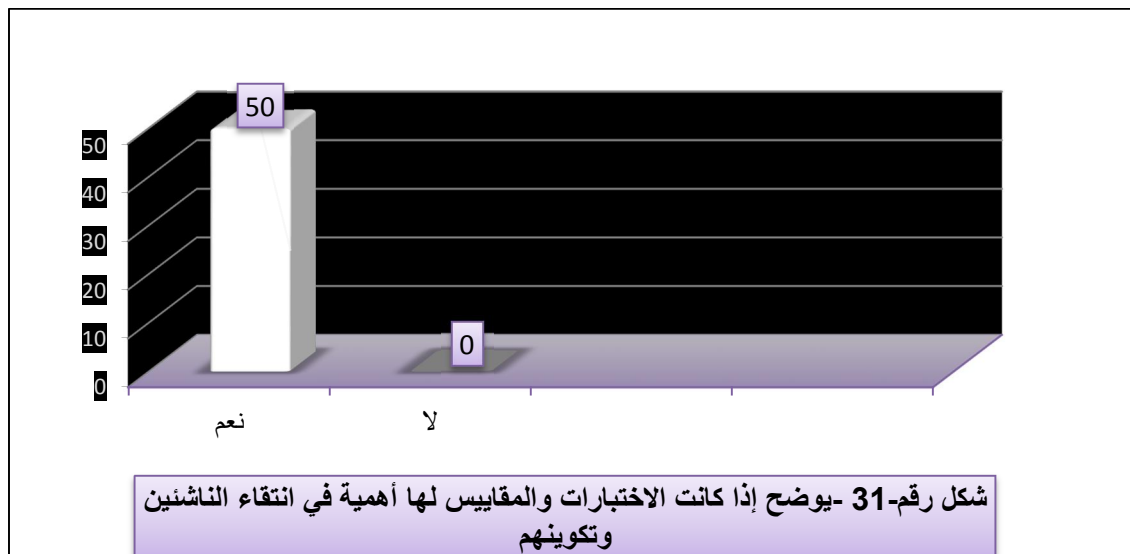 50
50
40
30
20
10
0
0
نعم
لا
شكل رقم-31 -يوضح إذا كانت الاختبارات والمقاييس لها أهمية في انتقاء الناشئين
وتكوينهم